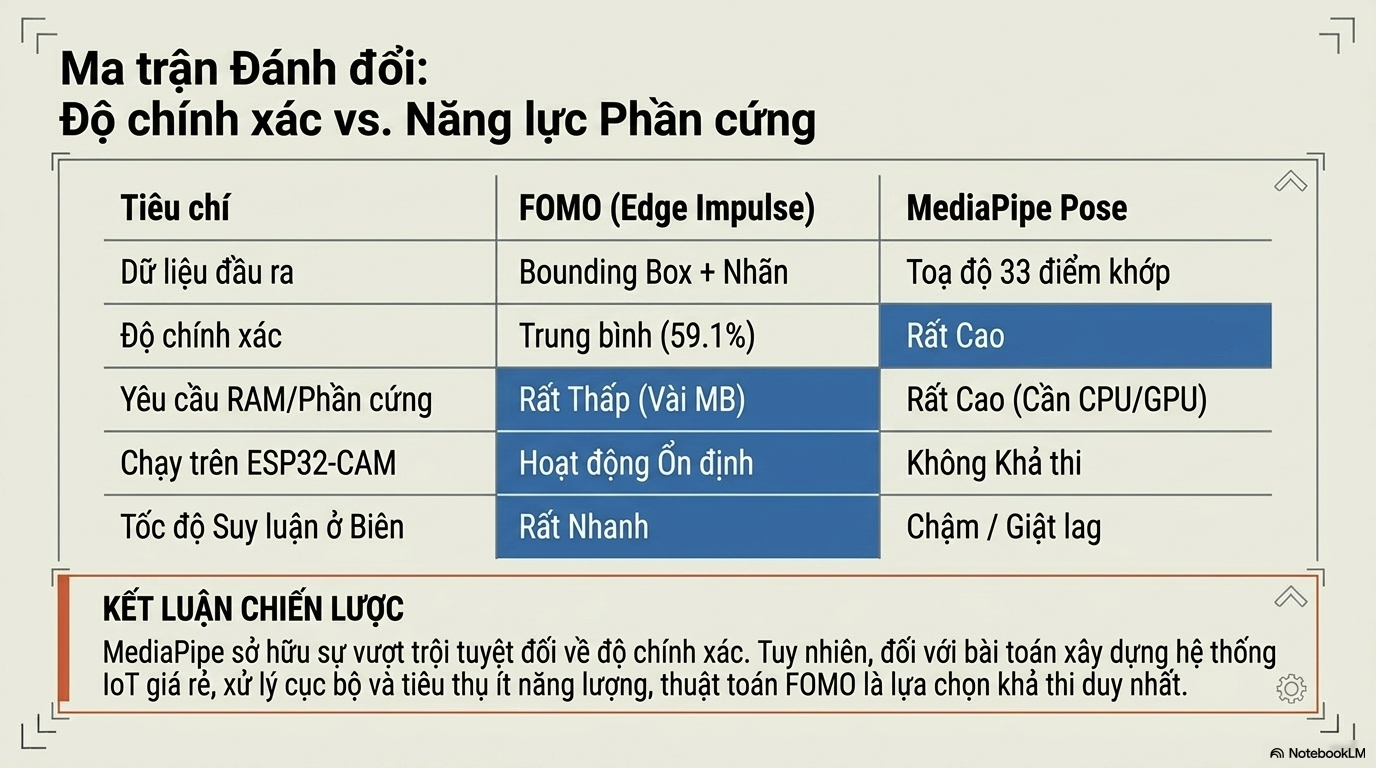 Ma trận Đánh đổi:
Độ chính xác vs. Năng lực Phần cứng
Tiêu chí FOMO (Edge Impulse) MediaPipe Pose
Dữ liệu đầu ra Bounding Box + Nhãn Toạ độ 33 điểm khớp
Độ chính xác Trung bình (59.1%) Rất Cao
Yêu cầu RAM/Phần cứng Rất Thấp (Vài MB) Rất Cao (Cần CPU/GPU)
Chạy trên ESP32-CAM Hoạt động Ổn định Không Khả thi
Tốc độ Suy luận ở Biên Rất Nhanh Chậm / Giật lag
KẾT LUẬN CHIẾN LƯỢC
MediaPipe sở hữu sự vượt trội tuyệt đối về độ chính xác. Tuy nhiên, đối với bài toán xây dựng hệ thống
IoT giá rẻ, xử lý cục bộ và tiêu thụ ít năng lượng, thuật toán FOMO là lựa chọn khả thi duy nhất.
NotebookLM